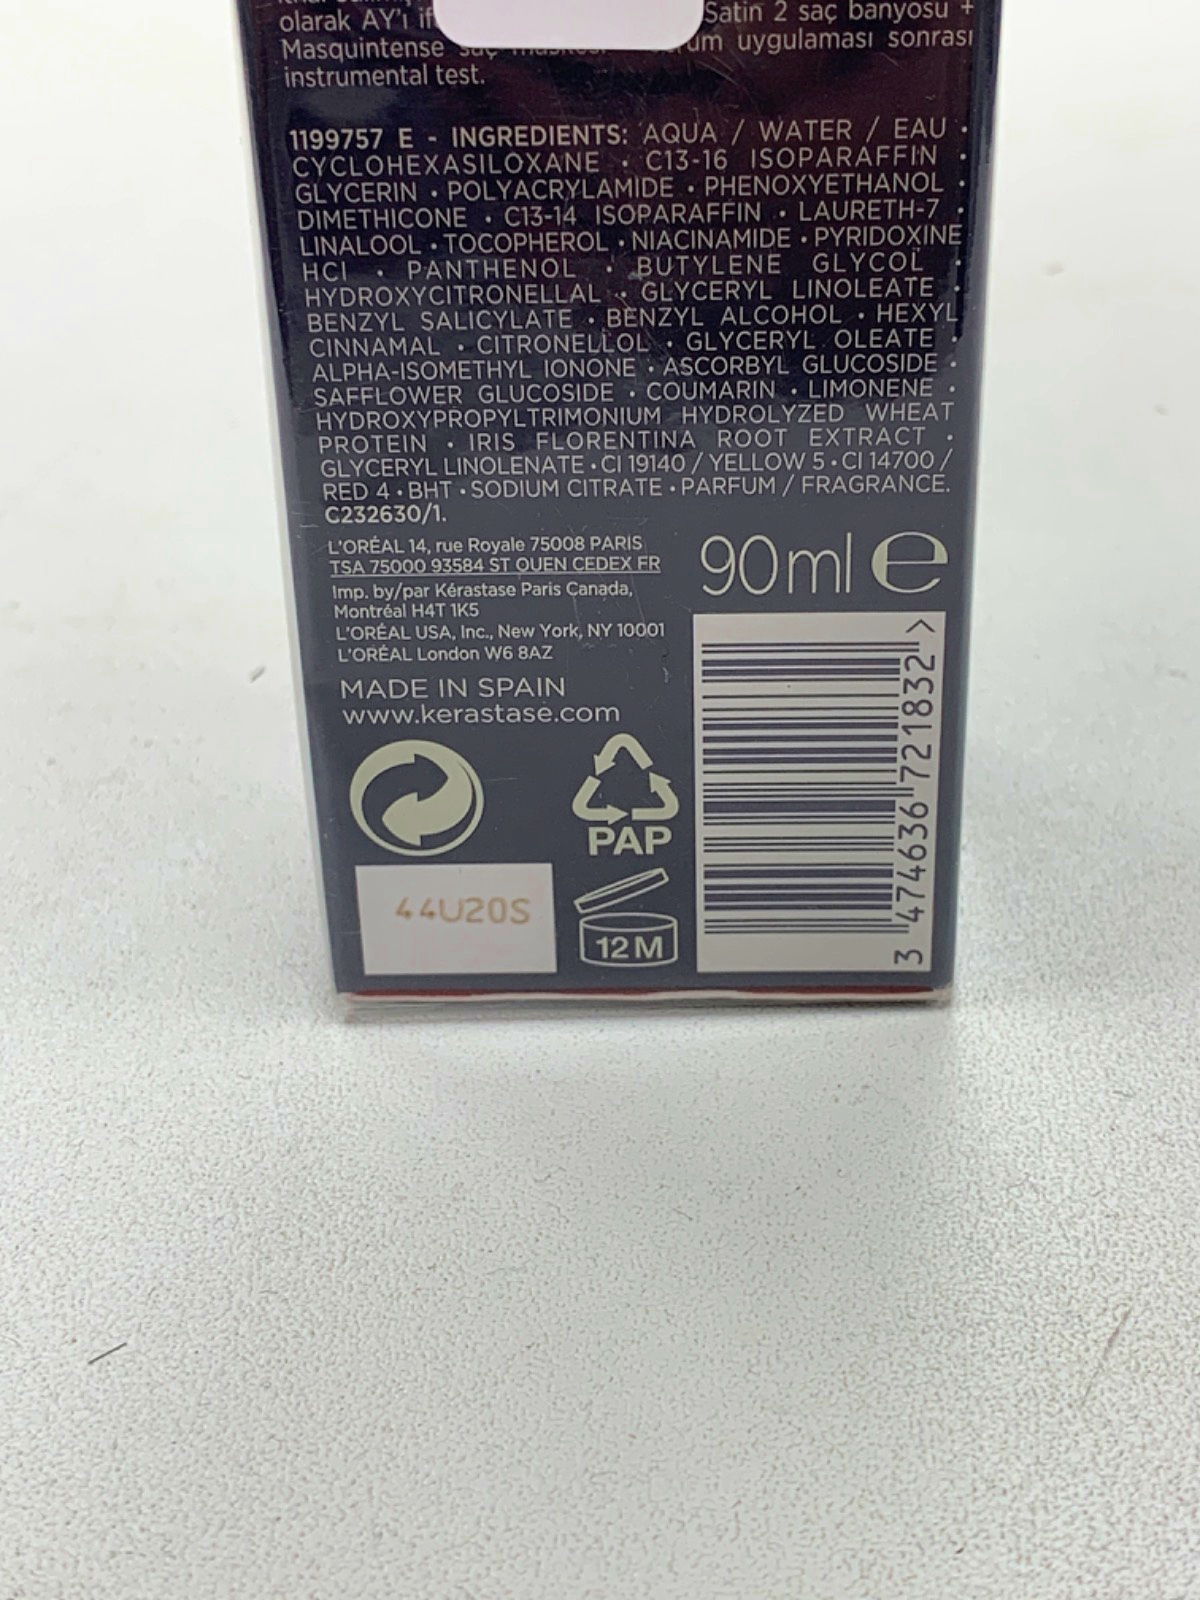 olarak AY'ı
Satin 2 saç banyosu +
Masquintense saç uygulaması sonrası
instrumental test.
1199757 E - INGREDIENTS: AQUA / WATER / EAU •
CYCLOHEXASILOXANE • C13-16 ISOPARAFFIN •
GLYCERIN • POLYACRYLAMIDE • PHENOXYETHANOL •
DIMETHICONE • C13-14 ISOPARAFFIN • LAURETH-7 •
LINALOOL • TOCOPHEROL • NIACINAMIDE • PYRIDOXINE
HCI • PANTHENOL • BUTYLENE GLYCOL •
HYDROXYCITRONELLAL • GLYCERYL LINOLEATE •
BENZYL SALICYLATE • BENZYL ALCOHOL • HEXYL
CINNAMAL • CITRONELLOL • GLYCERYL OLEATE •
ALPHA-ISOMETHYL IONONE • ASCORBYL GLUCOSIDE •
SAFFLOWER GLUCOSIDE • COUMARIN • LIMONENE •
HYDROXYPROPYLTRIMONIUM HYDROLYZED WHEAT
PROTEIN • IRIS FLORENTINA ROOT EXTRACT •
GLYCERYL LINOLENATE • CI 19140 / YELLOW 5 • CI 14700 /
RED 4 • BHT • SODIUM CITRATE • PARFUM / FRAGRANCE.
C232630/1.
L'ORÉAL 14, rue Royale 75008 PARIS
TSA 75000 93584 ST OUEN CEDEX FR
Imp. by/par Kérastase Paris Canada,
Montréal H4T 1K5
L'ORÉAL USA, Inc., New York, NY 10001
L'ORÉAL London W6 8AZ
90ml e
MADE IN SPAIN
www.kerastase.com
PAP
44U20S
12 M
3 474636 721832 >